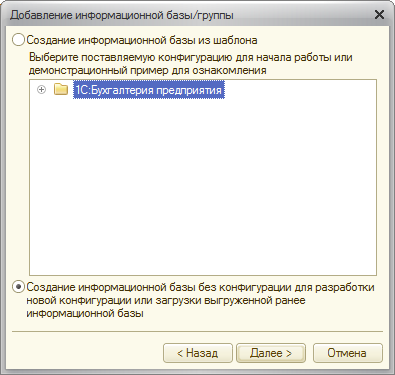 Добавление информационной базы/группы
Создание информационной базы из шаблона
Выберите поставляемую конфигурацию для начала работы или
демонстрационный пример для ознакомления
1С:Бухгалтерия предприятия
Создание информационной базы без конфигурации для разработки
новой конфигурации или загрузки выгруженной ранее
информационной базы
< Назад
Далее >
Отмена